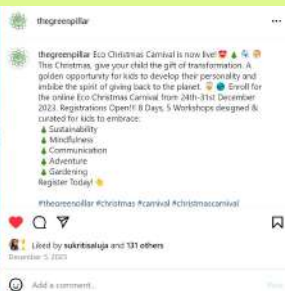 thegreenpillar
thegreenpillar Eco Christmas Carnival is now live! 😍 🎄
This Christmas, give your child the gift of transformation. A
golden opportunity for kids to develop their personality and
imbibe the spirit of giving back to the planet. Enroll for
the online Eco Christmas Carnival from 24th-31st December
2023. Registrations Open!!! 8 Days, 5 Workshops designed &
curated for kids to embrace:
🎄 Sustainability
🎄 Mindfulness
🎄 Communication
🎄 Adventure
🎄 Gardening
Register Today!
#thegreenpillar #christmas #carnival #christmascarnival
Liked by sukritisaluja and 131 others
December 5, 2023
Add a comment...
Post